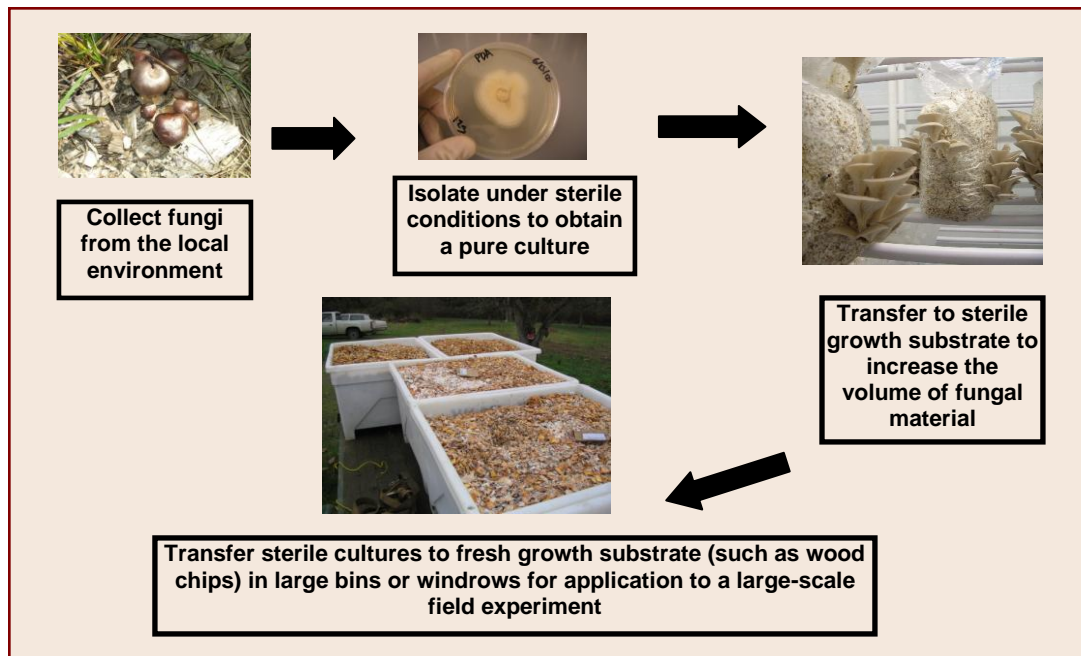 Collect fungi
from the local
environment
PDA
Isolate under sterile
conditions to obtain
a pure culture
Transfer to sterile
growth substrate to
increase the
volume of fungal
material
Transfer sterile cultures to fresh growth substrate (such as wood
chips) in large bins or windrows for application to a large-scale
field experiment